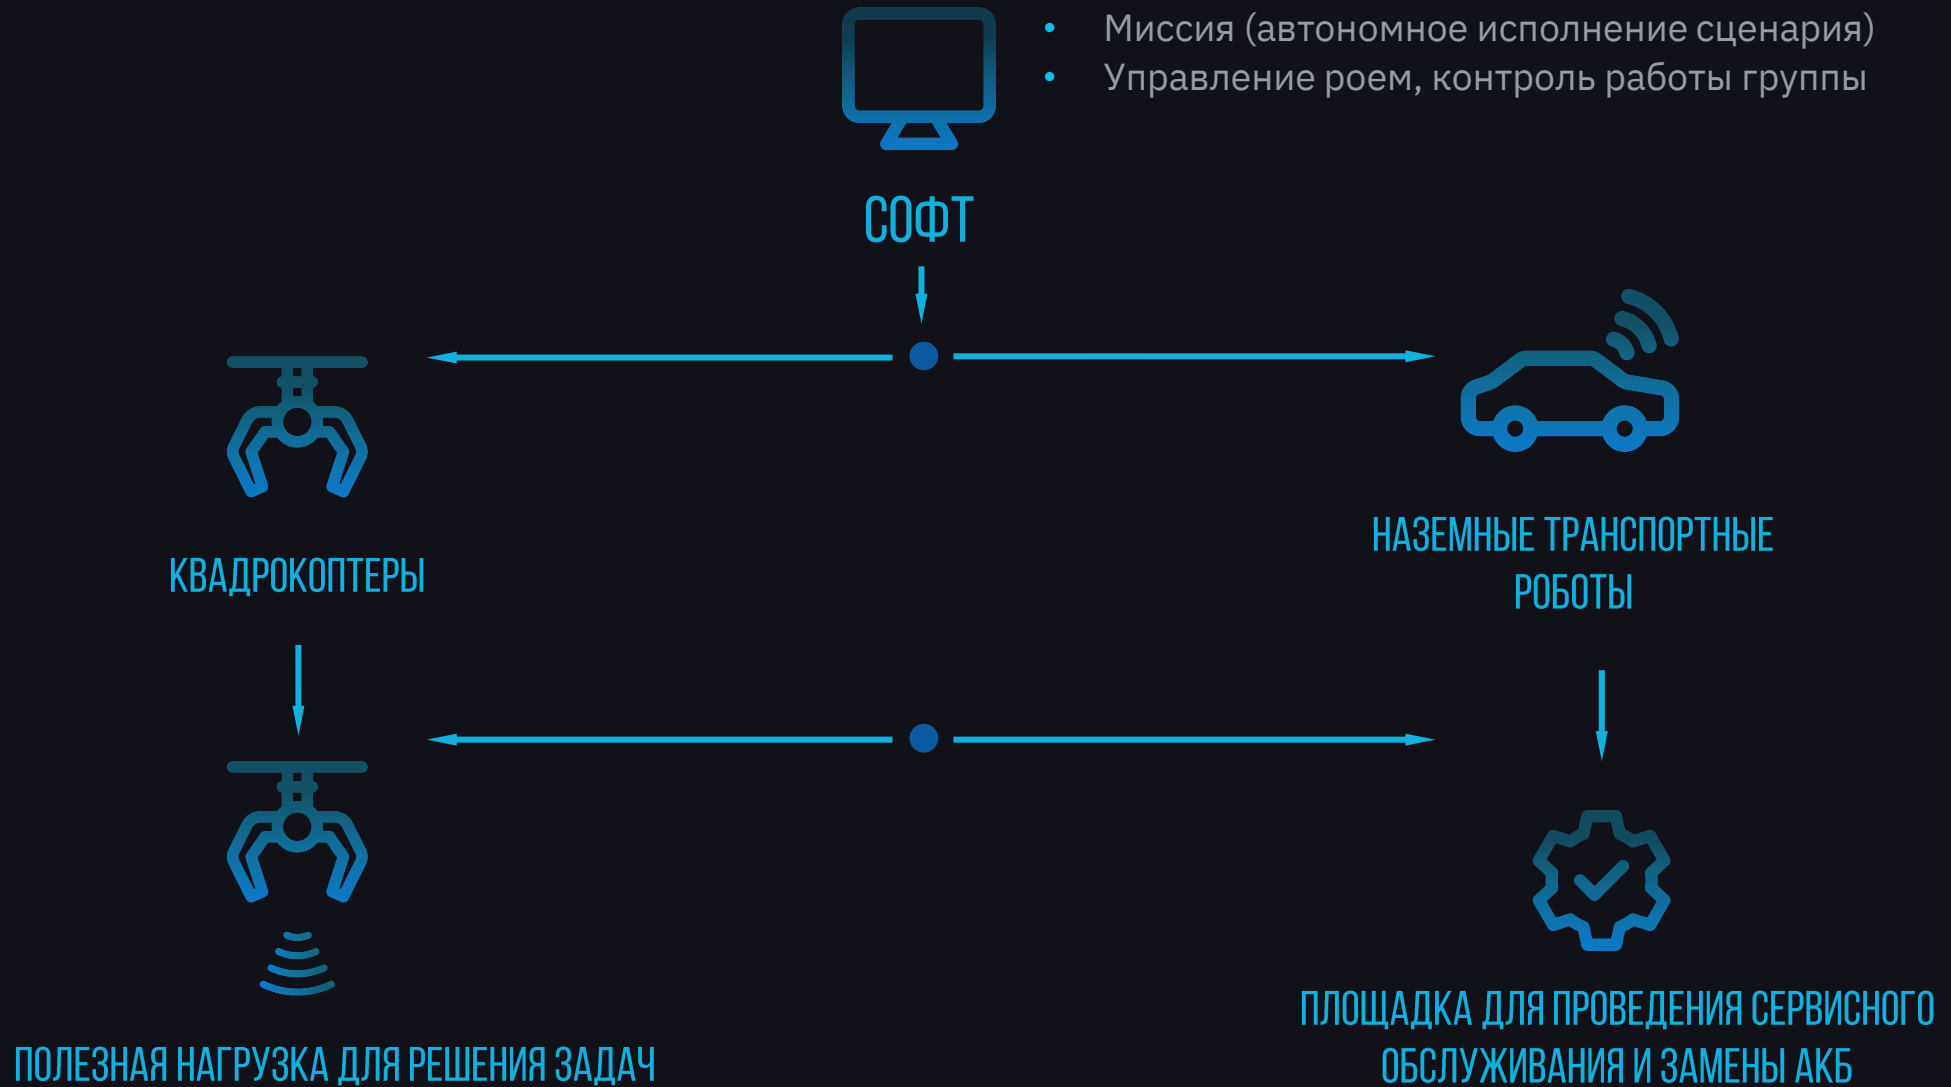 • Миссия (автономное исполнение сценария)
• Управление роем, контроль работы группы
СОФТ
КВАДРОКОПТЕРЫ
НАЗЕМНЫЕ ТРАНСПОРТНЫЕ
РОБОТЫ
ПОЛЕЗНАЯ НАГРУЗКА ДЛЯ РЕШЕНИЯ ЗАДАЧ
ПЛОЩАДКА ДЛЯ ПРОВЕДЕНИЯ СЕРВИСНОГО
ОБСЛУЖИВАНИЯ И ЗАМЕНЫ АКБ